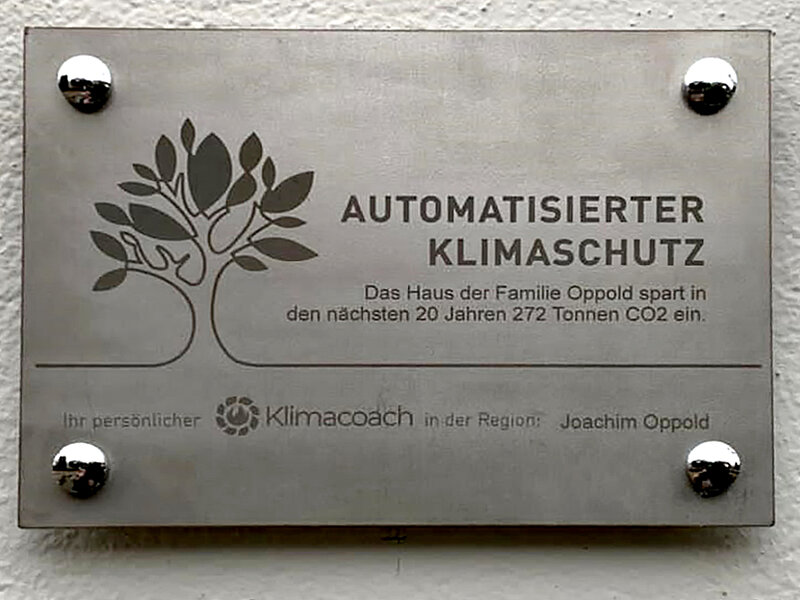 AUTOMATISIERTER
KLIMASCHUTZ
Das Haus der Familie Oppold spart in
den nächsten 20 Jahren 272 Tonnen CO2 ein.
Ihr persönlicher Klimacoach in der Region: Joachim Oppold